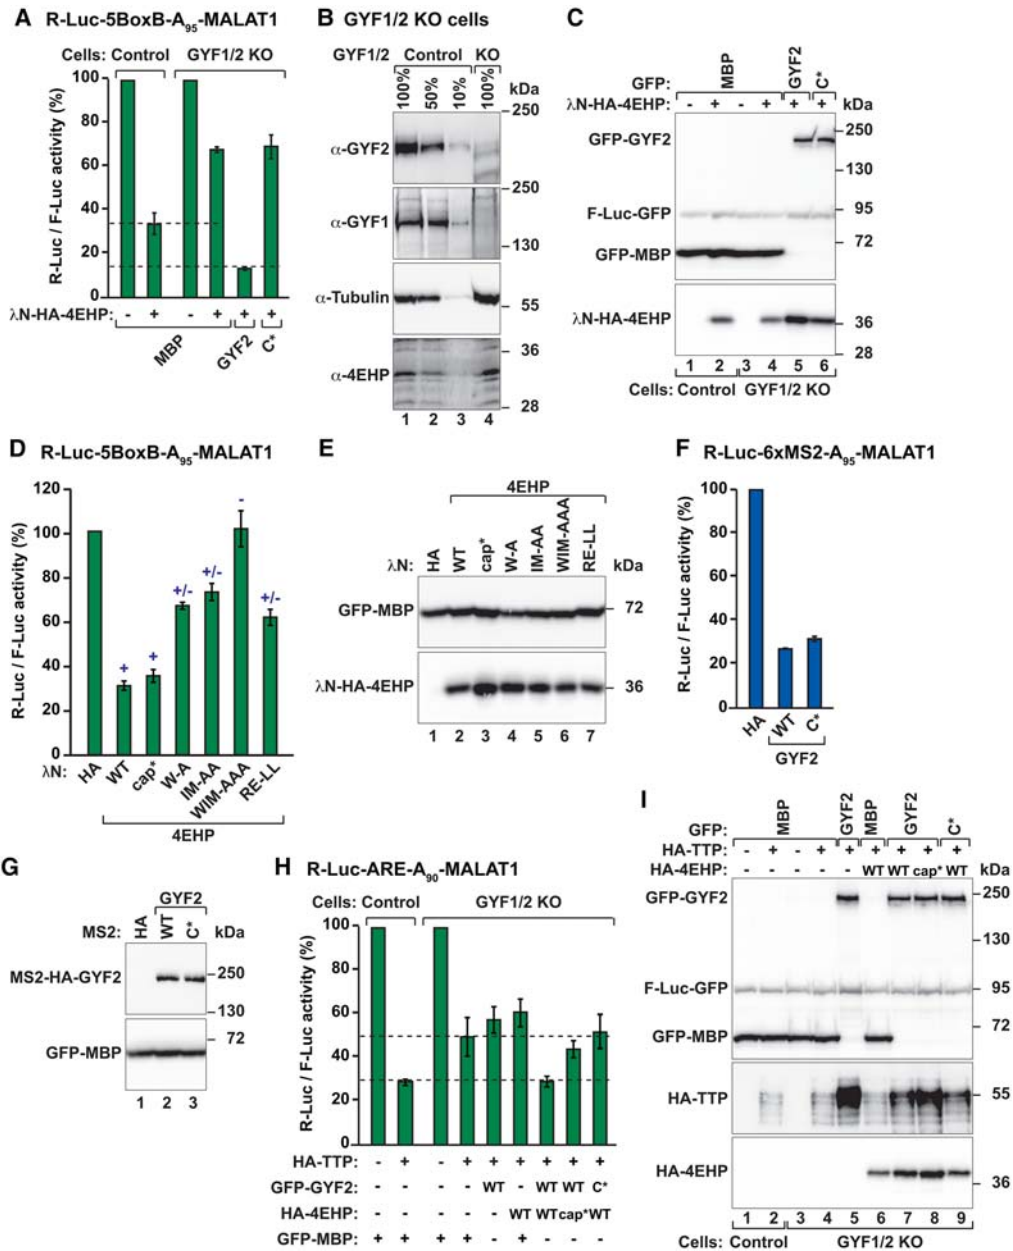 A R-Luc-5BoxB-A95-MALAT1
Cells: Control GYF1/2 KO
R-Luc / F-Luc activity (%)
100
80
60
40
20
0
λN-HA-4EHP: - + - + + +
MBP GYF2 C*
B GYF1/2 KO cells
GYF1/2 Control KO
100% 50% 10% 100% kDa
250
α-GYF2
250
α-GYF1
130
α-Tubulin
55
36
α-4EHP
28
1 2 3 4
C
GFP: MBP GYF2 C*
λN-HA-4EHP: - + - + + + kDa
GFP-GYF2 250
130
F-Luc-GFP 95
72
GFP-MBP
λN-HA-4EHP 36
28
1 2 3 4 5 6
Cells: Control GYF1/2 KO
D R-Luc-5BoxB-A95-MALAT1
R-Luc / F-Luc activity (%)
120
100
80
60
40
20
0
+ + +/- +/- - +/-
λN: HA WT cap* W-A IM-AA WIM-AAA RE-LL
4EHP
E
4EHP
λN: HA WT cap* W-A IM-AA WIM-AAA RE-LL kDa
GFP-MBP 72
λN-HA-4EHP 36
1 2 3 4 5 6 7
F R-Luc-6xMS2-A95-MALAT1
R-Luc / F-Luc activity (%)
100
80
60
40
20
0
HA WT C*
GYF2
G
GYF2
MS2: HA WT C* kDa
MS2-HA-GYF2 250
130
72
GFP-MBP
1 2 3
H R-Luc-ARE-A90-MALAT1
Cells: Control GYF1/2 KO
R-Luc / F-Luc activity (%)
100
80
60
40
20
0
HA-TTP: - + - + + + + + +
GFP-GYF2: - - - - WT - WT WT C*
HA-4EHP: - - - - - WT WT cap* WT
GFP-MBP: + + + + - + - - -
I
GFP: MBP GYF2 MBP GYF2 C*
HA-TTP: - + - + + + + + +
HA-4EHP: - - - - - WT WT cap* WT kDa
GFP-GYF2 250
130
F-Luc-GFP 95
72
GFP-MBP
HA-TTP 55
HA-4EHP
36
1 2 3 4 5 6 7 8 9
Cells: Control GYF1/2 KO